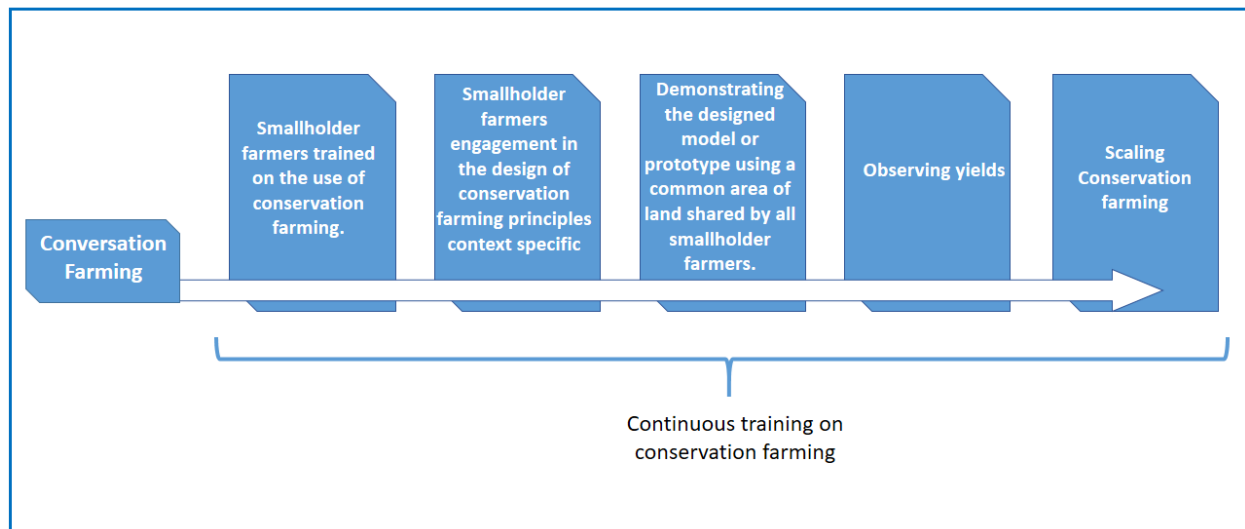 Conversation
Farming
Smallholder
farmers trained
on the use of
conservation
farming.
Smallholder
farmers
engagement in
the design of
conservation
farming principles
context specific
Demonstrating
the designed
model or
prototype using a
common area of
land shared by all
smallholder
farmers.
Observing yields
Scaling
Conservation
farming
Continuous training on
conservation farming